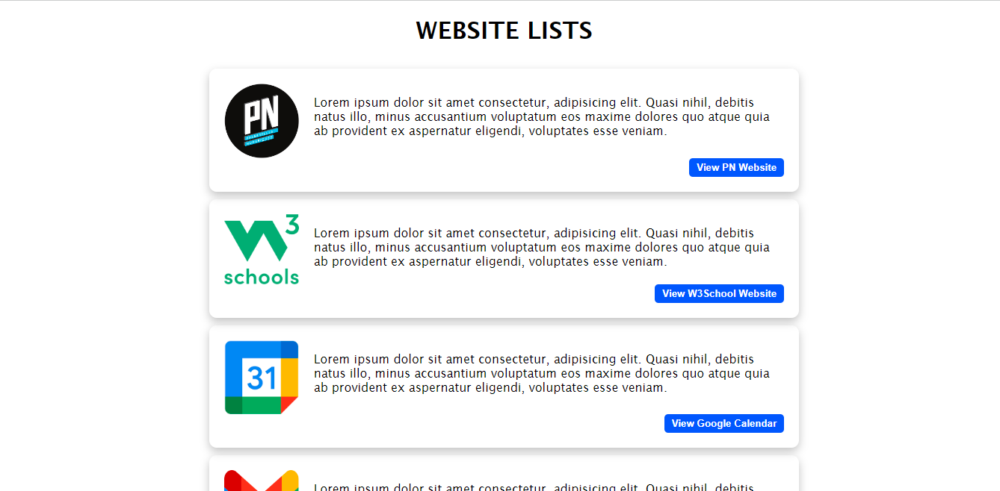 WEBSITE LISTS
PN
Lorem ipsum dolor sit amet consectetur, adipisicing elit. Quasi nihil, debitis
natus illo, minus accusantium voluptatum eos maxime dolores quo atque quia
ab provident ex aspernatur eligendi, voluptates esse veniam.
View PN Website
W3
schools
Lorem ipsum dolor sit amet consectetur, adipisicing elit. Quasi nihil, debitis
natus illo, minus accusantium voluptatum eos maxime dolores quo atque quia
ab provident ex aspernatur eligendi, voluptates esse veniam.
View W3School Website
31
Lorem ipsum dolor sit amet consectetur, adipisicing elit. Quasi nihil, debitis
natus illo, minus accusantium voluptatum eos maxime dolores quo atque quia
ab provident ex aspernatur eligendi, voluptates esse veniam.
View Google Calendar
Lorem ipsum dolor sit amet consectetur, adipisicing elit. Quasi nihil, debitis